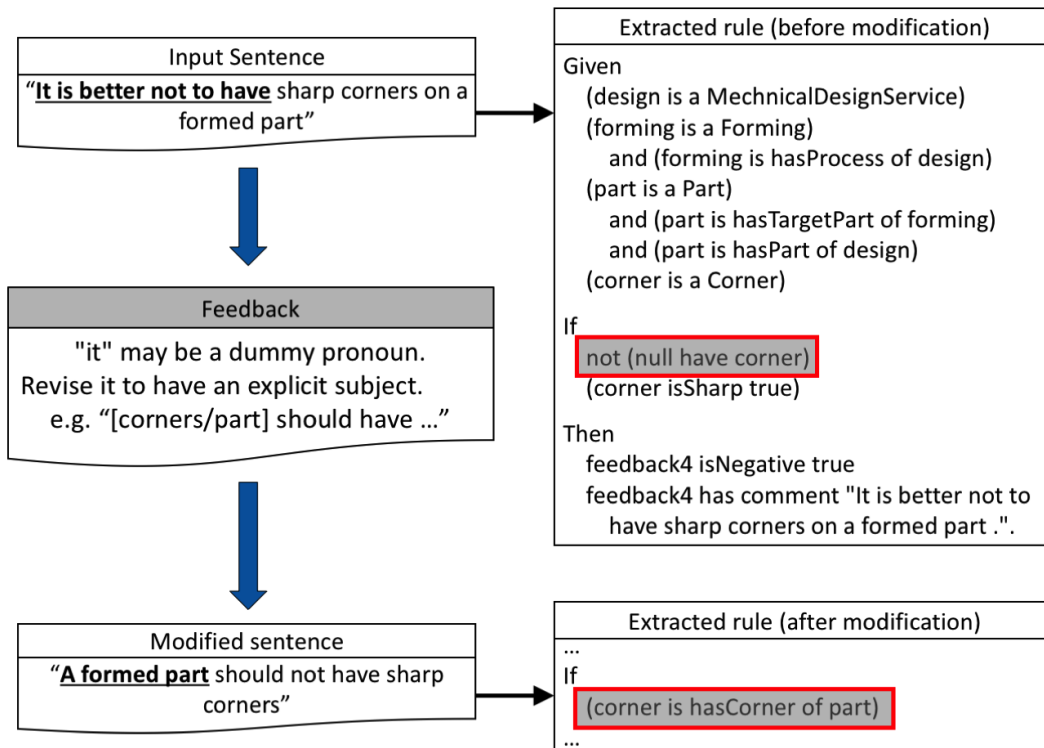 Input Sentence
“It is better not to have sharp corners on a
formed part”
Feedback
"it" may be a dummy pronoun.
Revise it to have an explicit subject.
e.g. “[corners/part] should have …”
Modified sentence
“A formed part should not have sharp
corners”
Extracted rule (before modification)
Given
(design is a MechnicalDesignService)
(forming is a Forming)
and (forming is hasProcess of design)
(part is a Part)
and (part is hasTargetPart of forming)
and (part is hasPart of design)
(corner is a Corner)
If
not (null have corner)
(corner isSharp true)
Then
feedback4 isNegative true
feedback4 has comment "It is better not to
have sharp corners on a formed part .".
Extracted rule (after modification)
...
If
(corner is hasCorner of part)
...